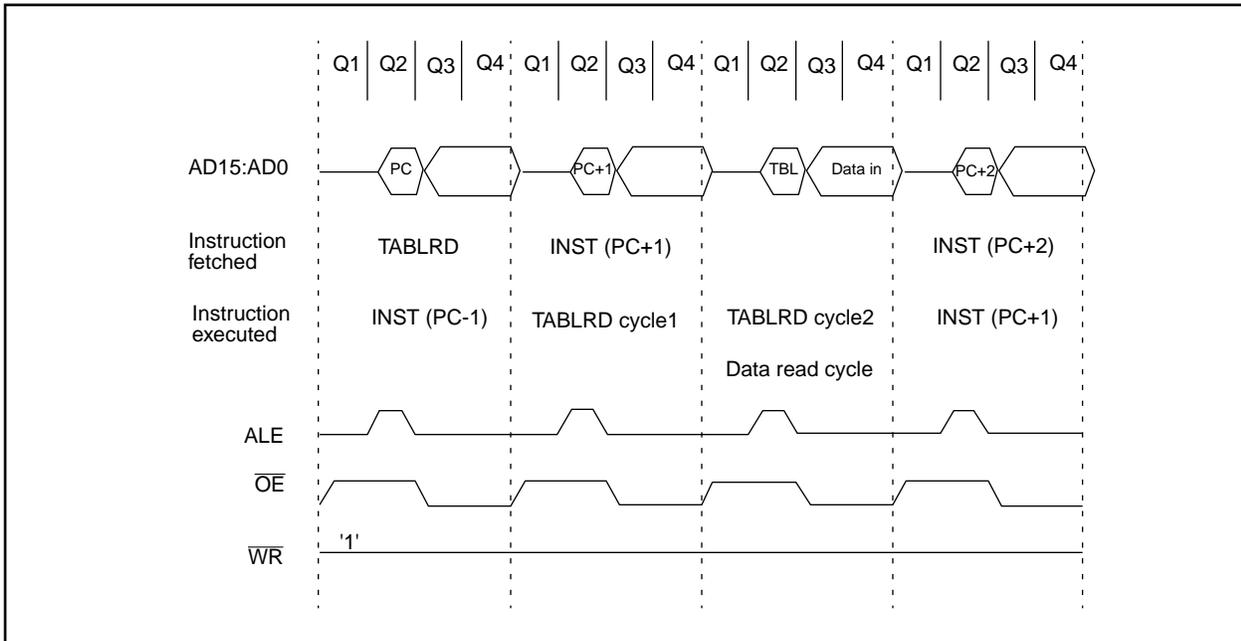 Q1 Q2 Q3 Q4 Q1 Q2 Q3 Q4 Q1 Q2 Q3 Q4 Q1 Q2 Q3 Q4
AD15:AD0 PC PC+1 TBL Data in PC+2
Instruction
fetched
TABLRD INST (PC+1) INST (PC+2)
Instruction
executed
INST (PC-1) TABLRD cycle1 TABLRD cycle2 INST (PC+1)
Data read cycle
ALE
OE
WR '1'